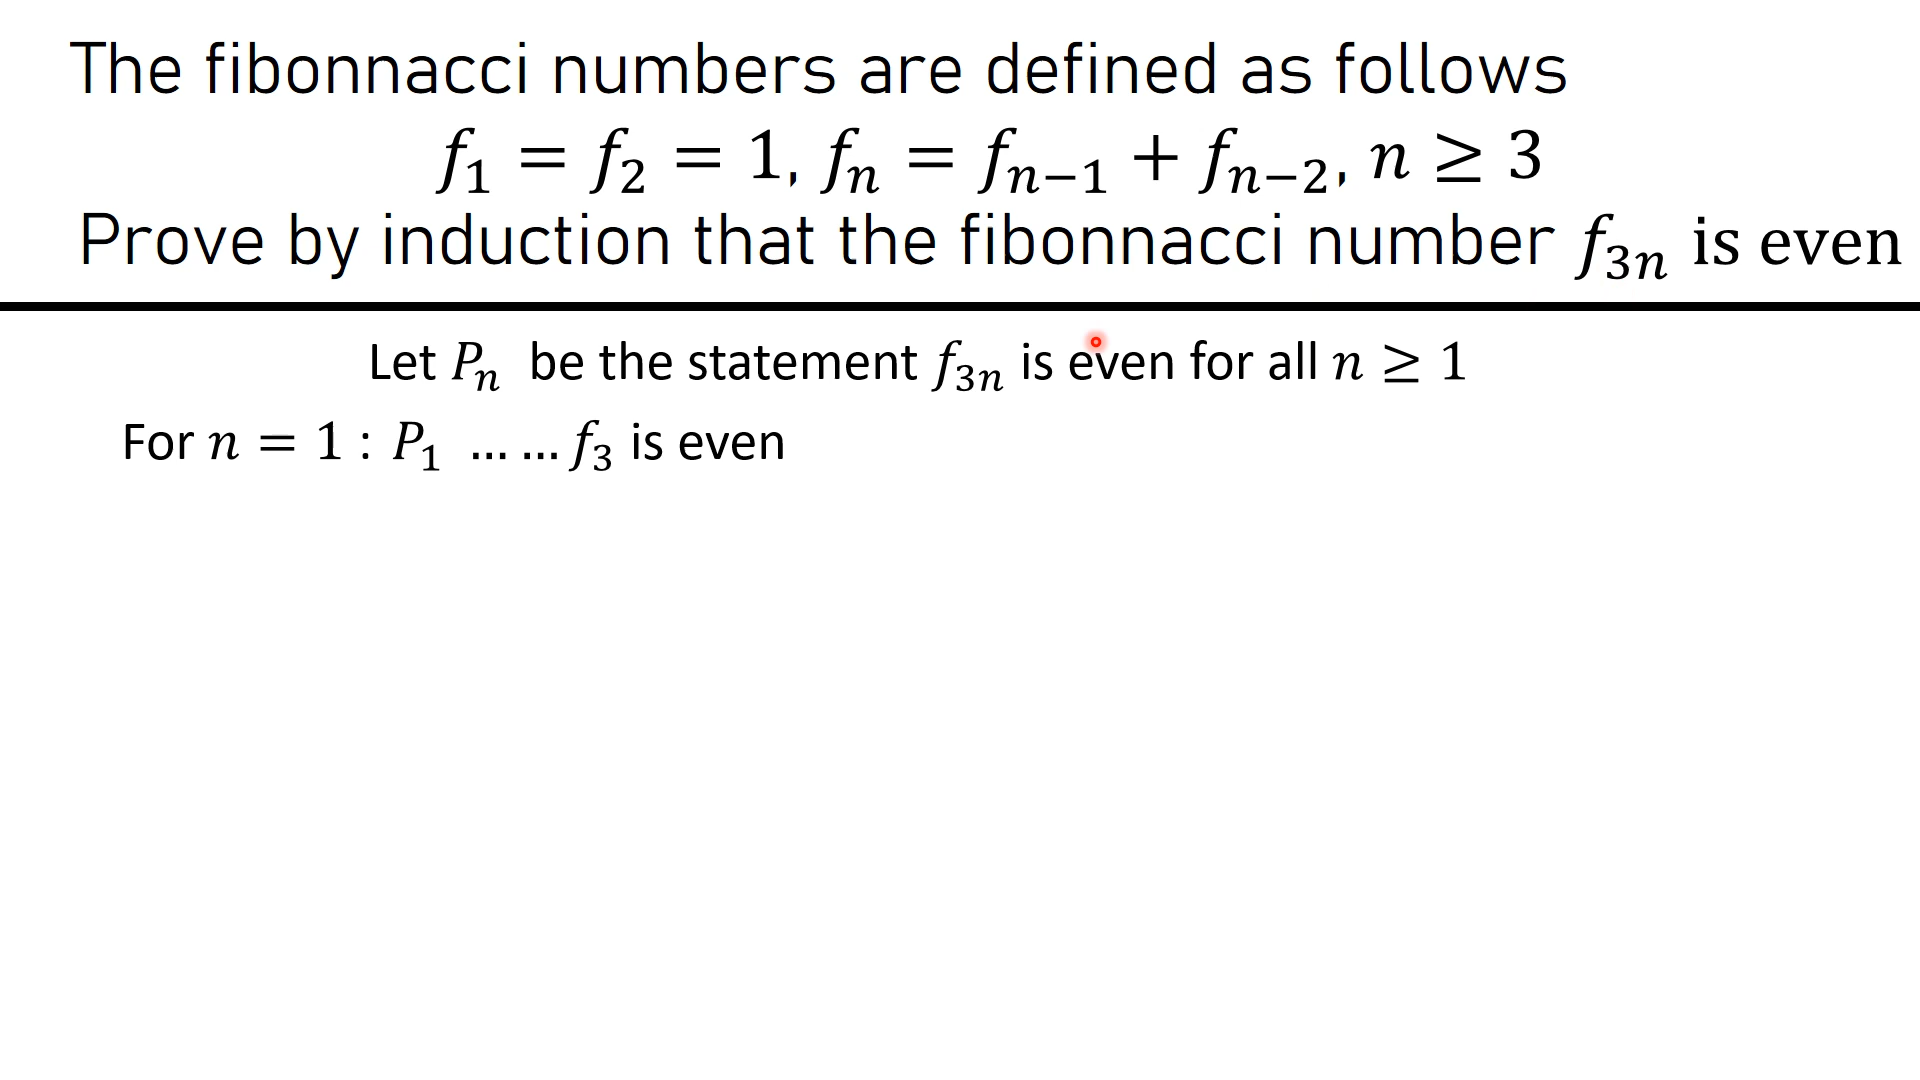 The fibonnacci numbers are defined as follows
f₁ = f₂ = 1, fₙ = fₙ₋₁ + fₙ₋₂, n ≥ 3
Prove by induction that the fibonnacci number f₃ₙ is even
Let Pₙ be the statement f₃ₙ is even for all n ≥ 1
For n = 1 : P₁ … … f₃ is even